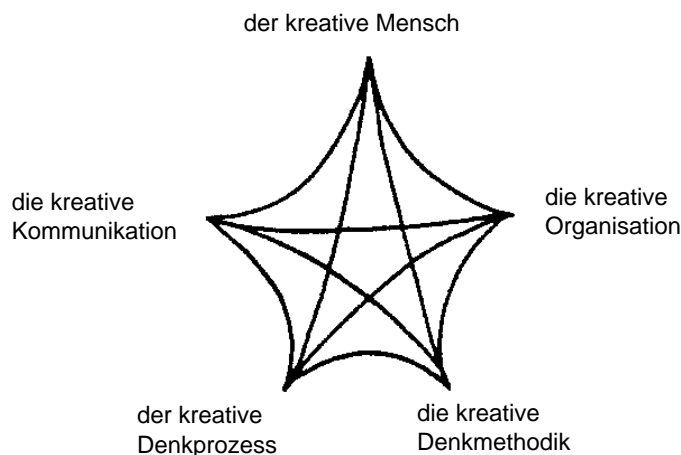 der kreative Mensch
die kreative
Kommunikation
die kreative
Organisation
der kreative
Denkprozess
die kreative
Denkmethodik